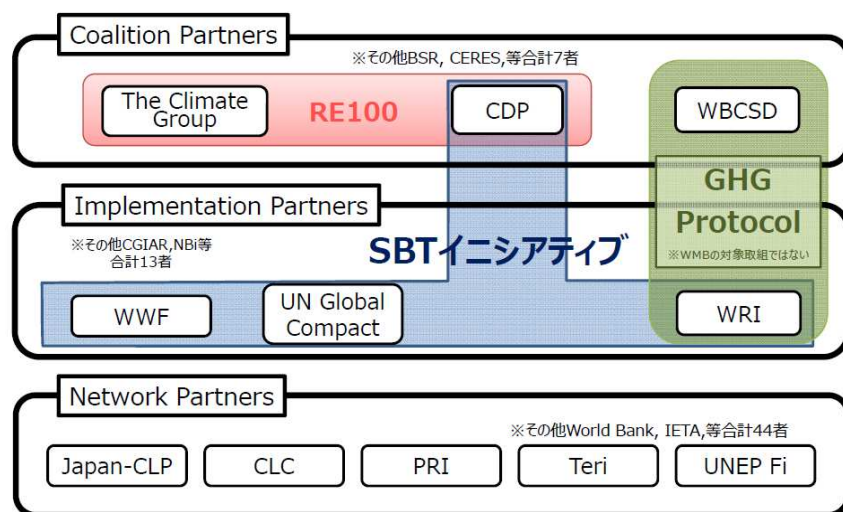 Coalition Partners
※その他BSR, CERES,等合計7者
The Climate
Group
RE100
CDP
WBCSD
GHG
Protocol
※WMBの対象取組ではない
Implementation Partners
※その他CGIAR,NBi等
合計13者
SBTイニシアティブ
WWF
UN Global
Compact
WRI
Network Partners
※その他World Bank, IETA,等合計44者
Japan-CLP
CLC
PRI
Teri
UNEP Fi